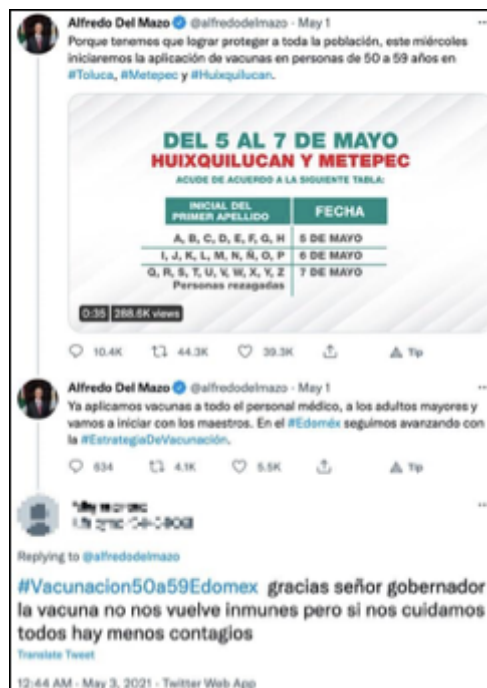 Alfredo Del Mazo @alfredodelmazo · May 1
Porque tenemos que lograr proteger a toda la población, este miércoles
iniciaremos la aplicación de vacunas en personas de 50 a 59 años en
#Toluca, #Metepec y #Huixquilucan.
DEL 5 AL 7 DE MAYO
HUIXQUILUCAN Y METEPEC
ACUDE DE ACUERDO A LA SIGUIENTE TABLA:
INICIAL DEL
PRIMER APELLIDO FECHA
A, B, C, D, E, F, G, H 5 DE MAYO
I, J, K, L, M, N, Ñ, O, P 6 DE MAYO
Q, R, S, T, U, V, W, X, Y, Z 7 DE MAYO
Personas rezagadas
0:35 288.6K views
10.4K 44.3K 39.3K Tip
Alfredo Del Mazo @alfredodelmazo · May 1
Ya aplicamos vacunas a todo el personal médico, a los adultos mayores y
vamos a iniciar con los maestros. En el #Edoméx seguimos avanzando con
la #EstrategiaDeVacunación.
634 4.1K 5.5K Tip
Replying to @alfredodelmazo
#Vacunacion50a59Edomex gracias señor gobernador
la vacuna no nos vuelve inmunes pero si nos cuidamos
todos hay menos contagios
Translate Tweet
12:44 AM · May 3, 2021 · Twitter Web App